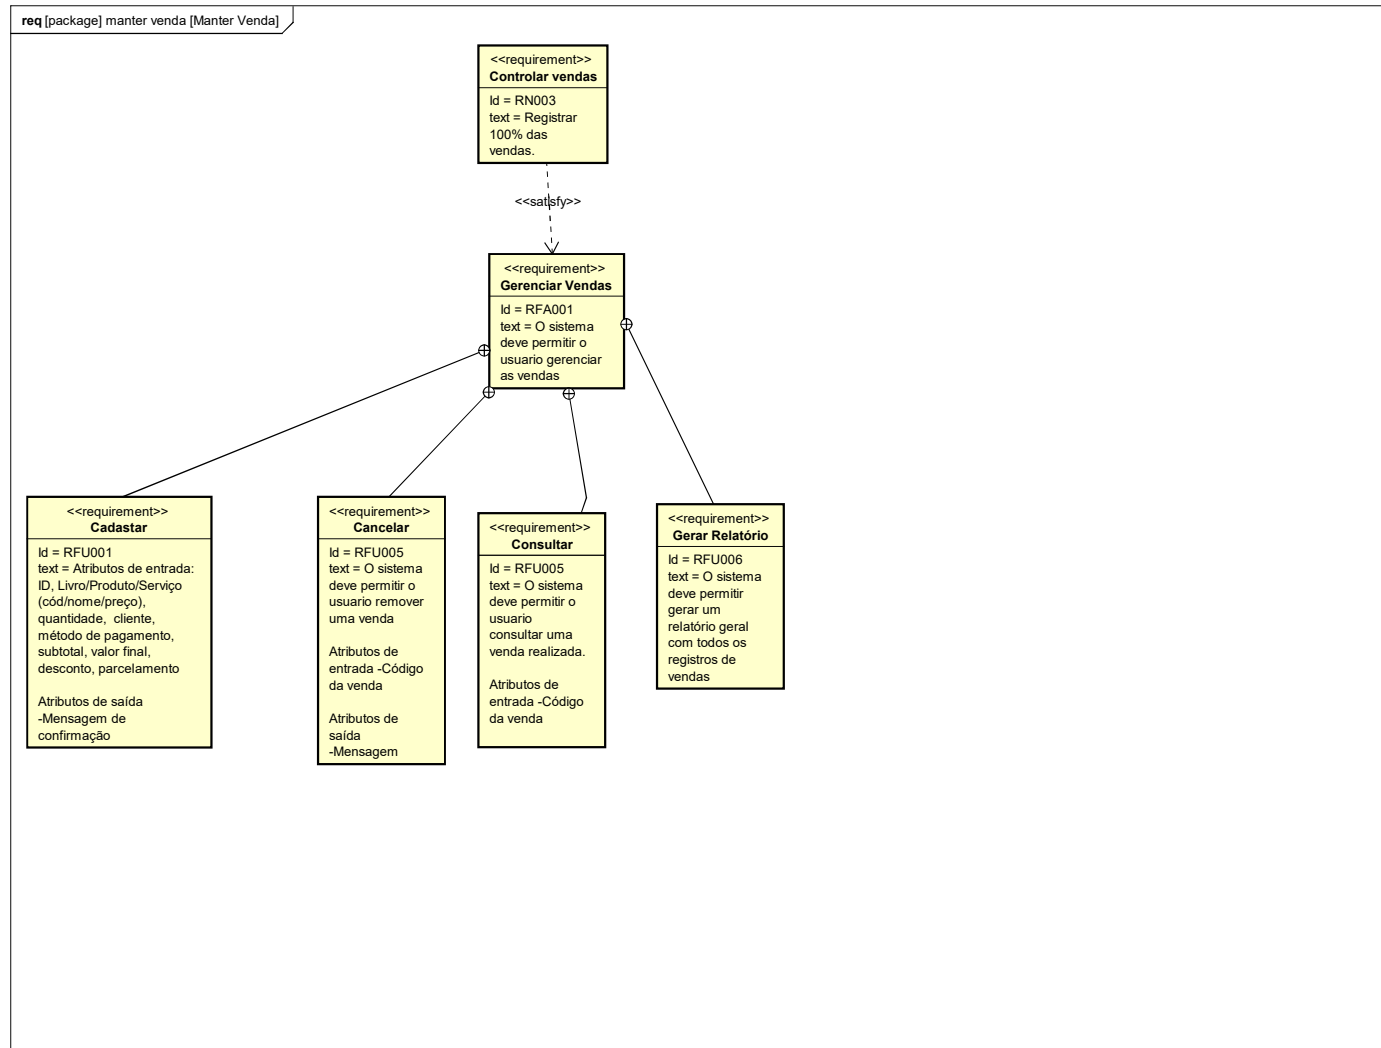 req [package] manter venda [Manter Venda]
<<requirement>>
Controlar vendas
Id = RN003
text = Registrar
100% das
vendas.
<<satisfy>>
<<requirement>>
Gerenciar Vendas
Id = RFA001
text = O sistema
deve permitir o
usuario gerenciar
as vendas
<<requirement>>
Cadastar
Id = RFU001
text = Atributos de entrada:
ID, Livro/Produto/Serviço
(cód/nome/preço),
quantidade,  cliente,
método de pagamento,
subtotal, valor final,
desconto, parcelamento
Atributos de saída
-Mensagem de
confirmação
<<requirement>>
Cancelar
Id = RFU005
text = O sistema
deve permitir o
usuario remover
uma venda
Atributos de
entrada -Código
da venda
Atributos de
saída
-Mensagem
<<requirement>>
Consultar
Id = RFU005
text = O sistema
deve permitir o
usuario
consultar uma
venda realizada.
Atributos de
entrada -Código
da venda
<<requirement>>
Gerar Relatório
Id = RFU006
text = O sistema
deve permitir
gerar um
relatório geral
com todos os
registros de
vendas